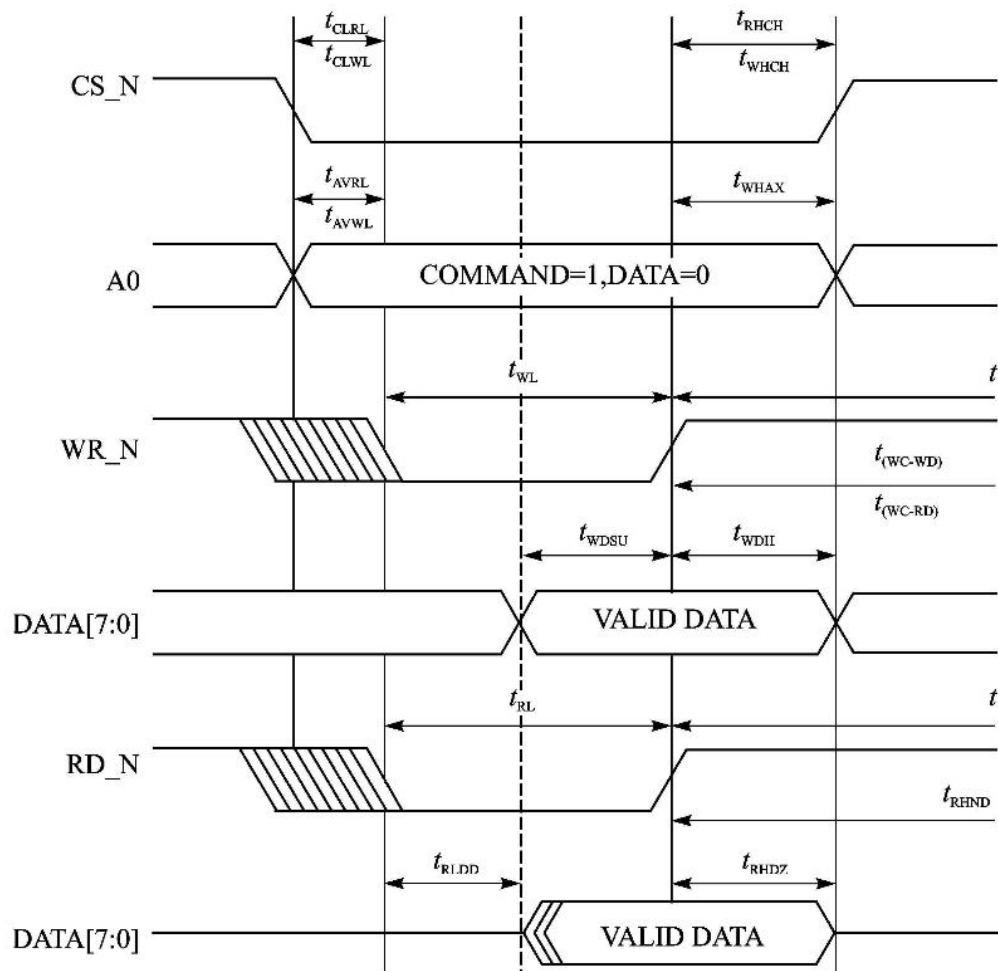 tCLRL tRHCH
tCLWL tWHCH
CS_N
tAVRL tWHAX
tAVWL
A0 COMMAND=1,DATA=0
tWL t
WR_N t(WC-WD)
t(WC-RD)
tWDSU tWDH
DATA[7:0] VALID DATA
tRL t
RD_N
tRHND
tRLDD tRHDZ
DATA[7:0] VALID DATA